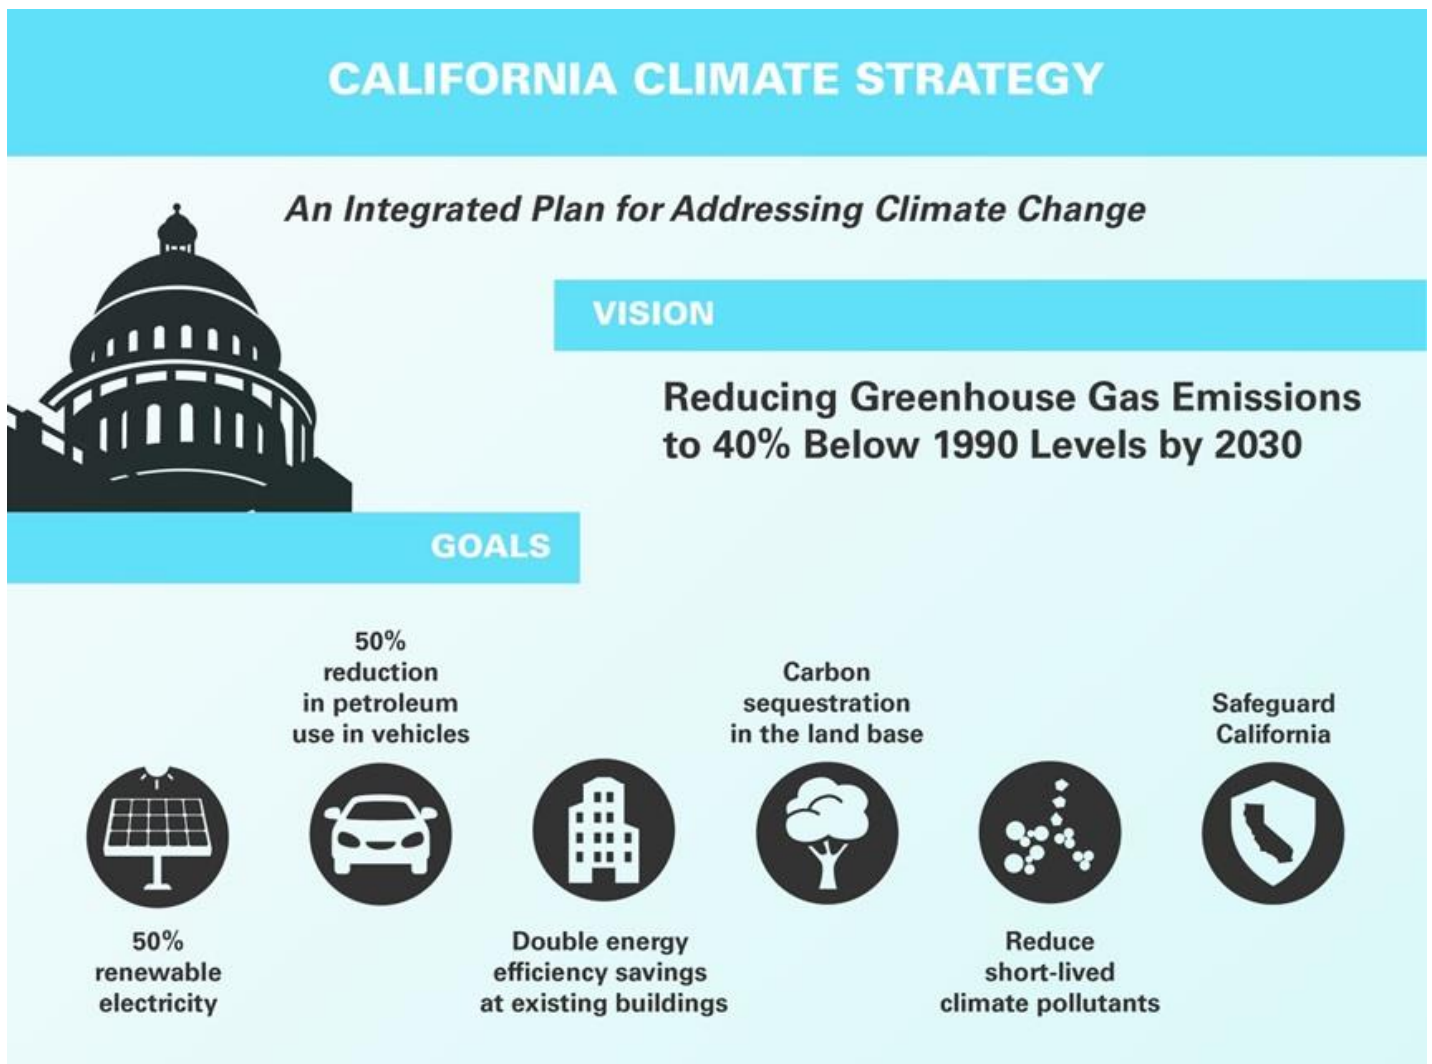 CALIFORNIA CLIMATE STRATEGY
An Integrated Plan for Addressing Climate Change
VISION
Reducing Greenhouse Gas Emissions
to 40% Below 1990 Levels by 2030
GOALS
50%
renewable
electricity
50%
reduction
in petroleum
use in vehicles
Double energy
efficiency savings
at existing buildings
Carbon
sequestration
in the land base
Reduce
short-lived
climate pollutants
Safeguard
California